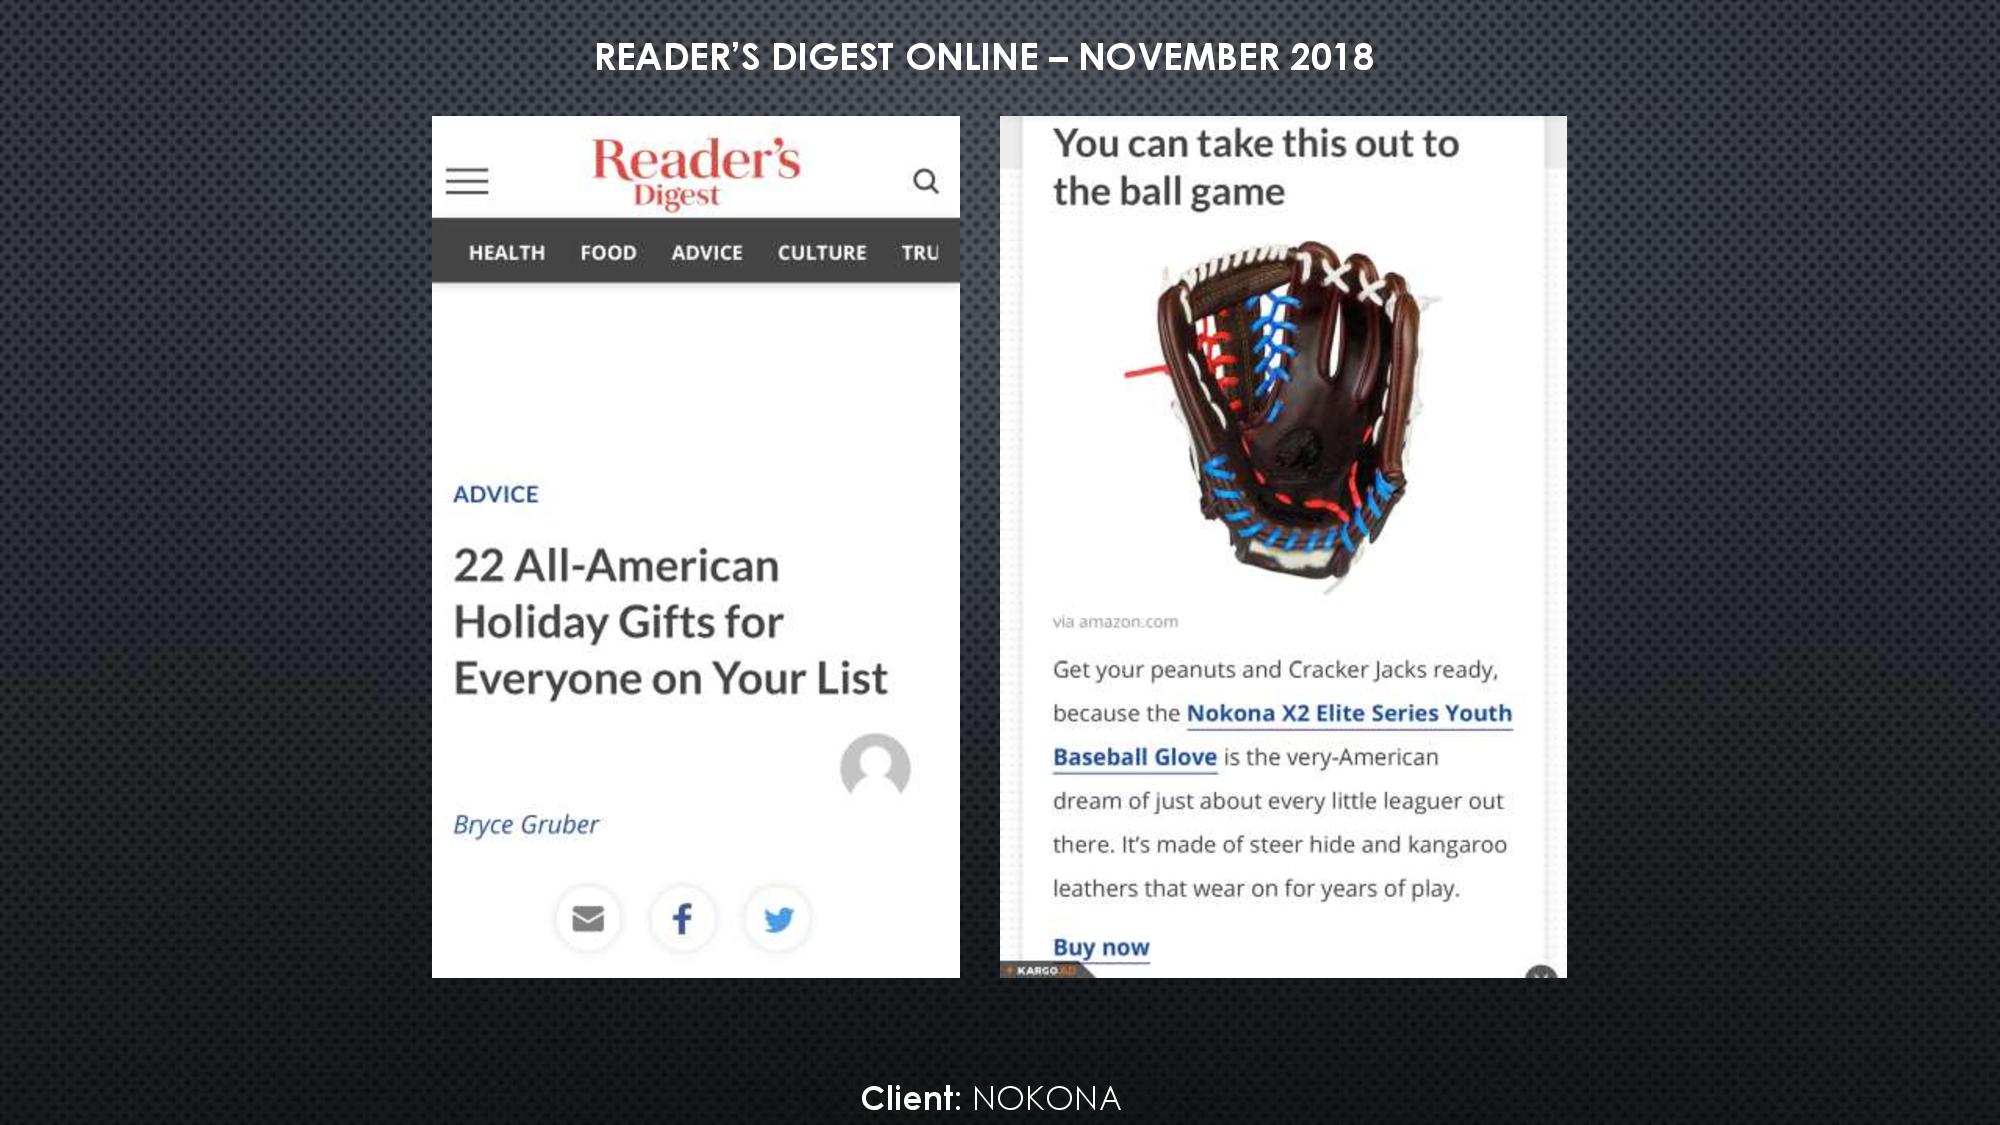 READER’S DIGEST ONLINE – NOVEMBER 2018
Reader's
Digest
HEALTH FOOD ADVICE CULTURE TRU
ADVICE
22 All-American
Holiday Gifts for
Everyone on Your List
Bryce Gruber
You can take this out to
the ball game
via amazon.com
Get your peanuts and Cracker Jacks ready,
because the Nokona X2 Elite Series Youth
Baseball Glove is the very-American
dream of just about every little leaguer out
there. It’s made of steer hide and kangaroo
leathers that wear on for years of play.
Buy now
KARGO AD
Client: NOKONA